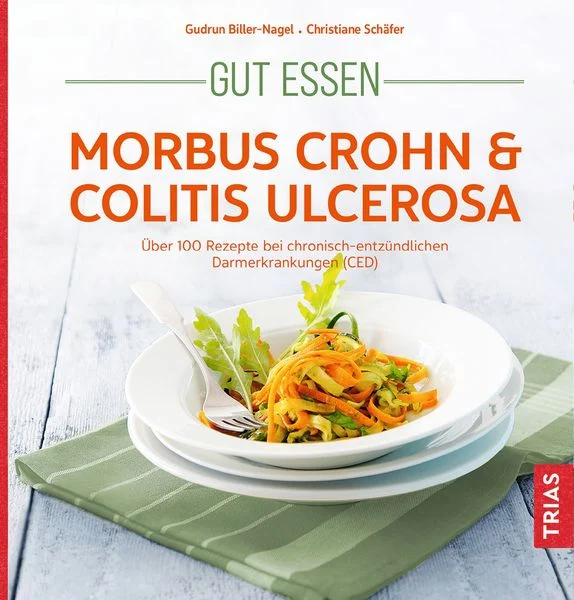 Gudrun Biller-Nagel • Christiane Schäfer
GUT ESSEN
MORBUS CROHN &
COLITIS ULCEROSA
Über 100 Rezepte bei chronisch-entzündlichen
Darmerkrankungen (CED)
TRIAS